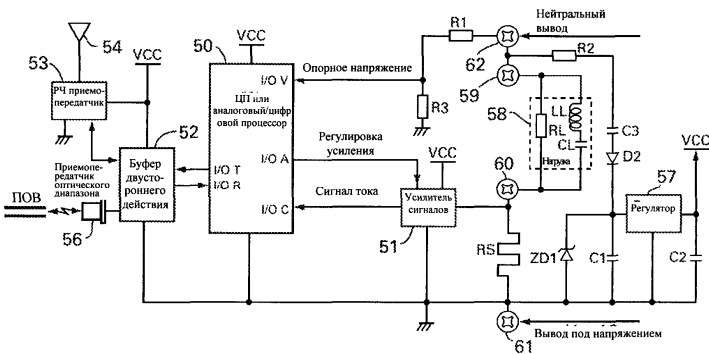 54
53
VCC
50
VCC
R1
Нейтральный
вывод
62
R2
РЧ приемо-
передатчик
I/O V
Опорное напряжение
59
ЦП или
аналоговый/циф
ровой процессор
R3
58
LL
RL
CL
Нагрузка
C3
D2
VCC
52
Приемопе-
редатчик
оптического
диапазона
Буфер
двусто-
роннего
действия
I/O T
I/O R
I/O A
Регулировка
усиления
VCC
60
57
Регулятор
ПОВ
56
I/O C
Сигнал тока
Усилитель
сигналов
51
RS
ZD1
C1
C2
61
Вывод под напряжением